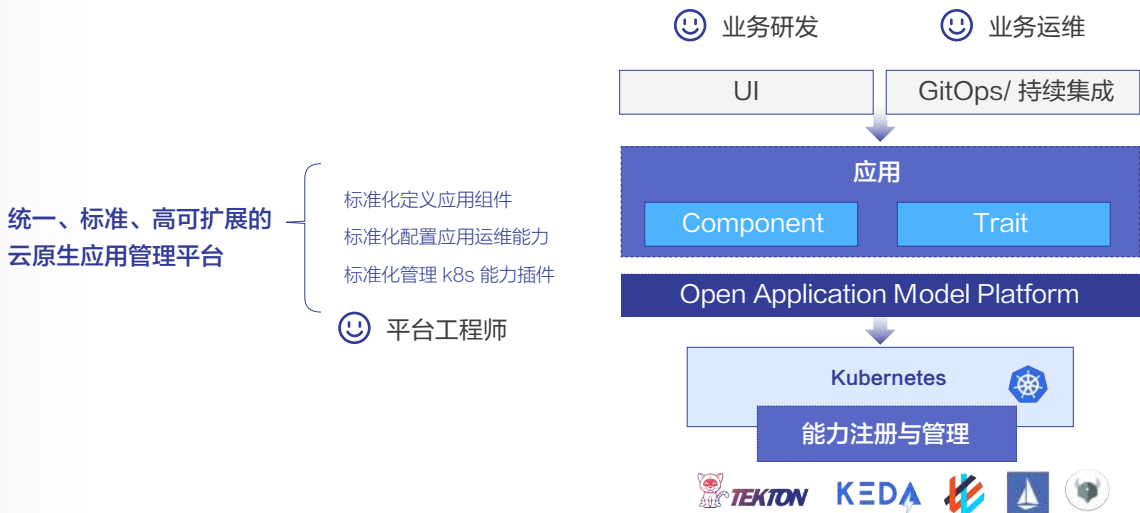 业务研发
业务运维
UI
GitOps/ 持续集成
应用
Component
Trait
Open Application Model Platform
Kubernetes
能力注册与管理
TEKTON
KEDA
统一、标准、高可扩展的
云原生应用管理平台
标准化定义应用组件
标准化配置应用运维能力
标准化管理 k8s 能力插件
平台工程师